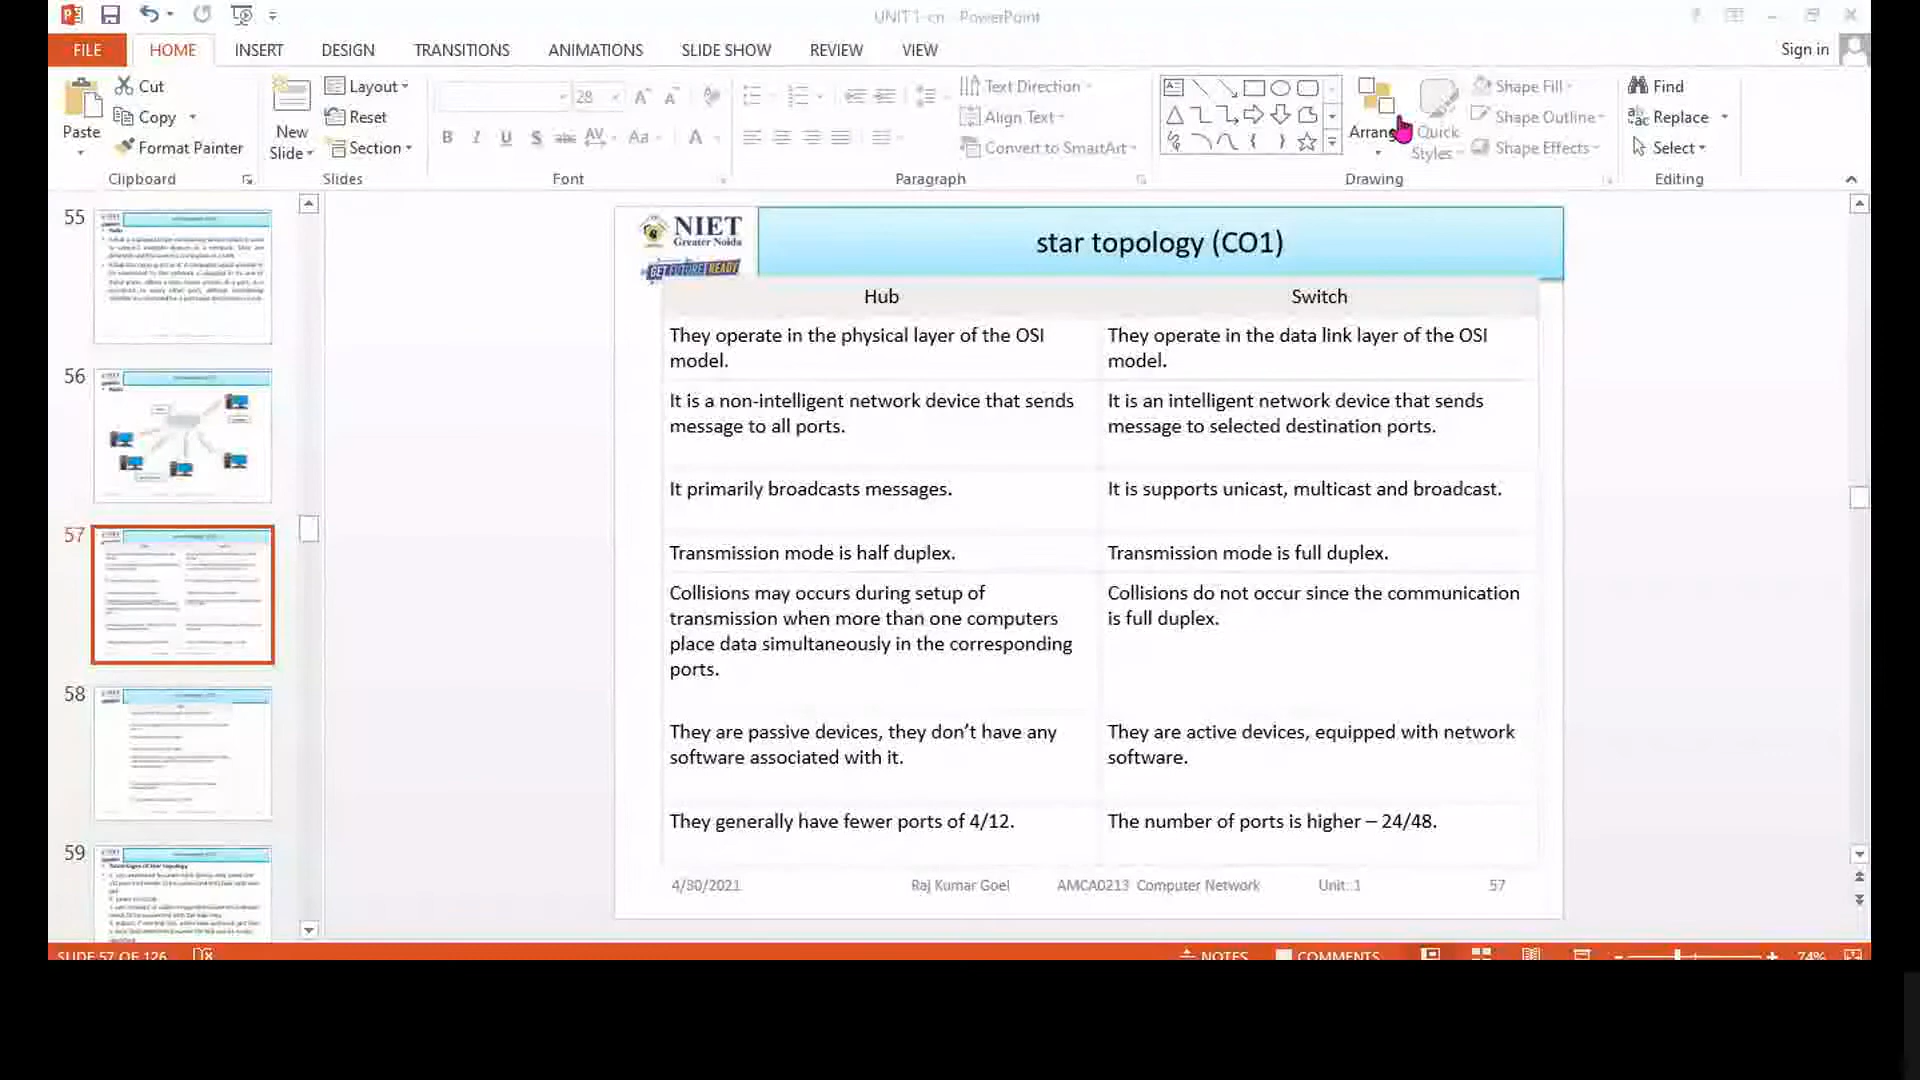 UNIT 1-cn - PowerPoint
FILE HOME INSERT DESIGN TRANSITIONS ANIMATIONS SLIDE SHOW REVIEW VIEW Sign in
Paste Cut Copy Format Painter
Clipboard
New Slide Layout Reset Section
Slides
28
B I U S abc AV Aa A
Font
Text Direction
Align Text
Convert to SmartArt
Paragraph
Arrange
Quick Styles
Shape Fill
Shape Outline
Shape Effects
Drawing
Find
Replace
Select
Editing
55
56
57
58
59
NIET
Greater Noida
GET FUTURE READY
star topology (CO1)
Hub Switch
They operate in the physical layer of the OSI
model.
They operate in the data link layer of the OSI
model.
It is a non-intelligent network device that sends
message to all ports.
It is an intelligent network device that sends
message to selected destination ports.
It primarily broadcasts messages.
It is supports unicast, multicast and broadcast.
Transmission mode is half duplex.
Transmission mode is full duplex.
Collisions may occurs during setup of
transmission when more than one computers
place data simultaneously in the corresponding
ports.
Collisions do not occur since the communication
is full duplex.
They are passive devices, they don't have any
software associated with it.
They are active devices, equipped with network
software.
They generally have fewer ports of 4/12.
The number of ports is higher – 24/48.
4/30/2021 Raj Kumar Goel AMCA0213 Computer Network Unit: 1 57
SLIDE 57 OF 126 NOTES COMMENTS 74%